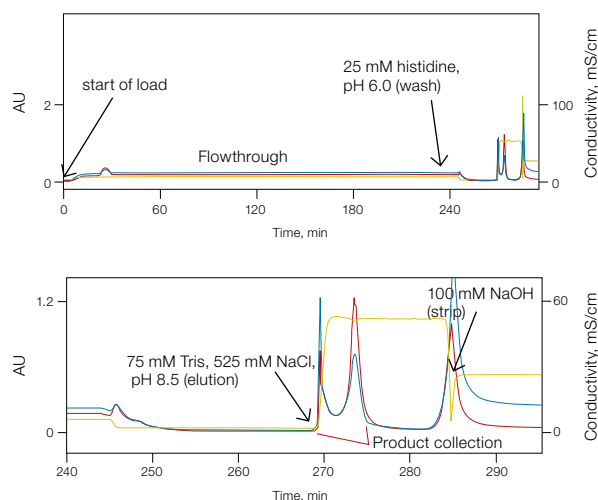 25 mM histidine,
pH 6.0 (wash)
start of load
AU
2
0
Flowthrough
100
0
Conductivity, mS/cm
0
60
120
180
240
Time, min
1.2
0
AU
100 mM NaOH
(strip)
75 mM Tris, 525 mM NaCl,
pH 8.5 (elution)
Product collection
60
0
Conductivity, mS/cm
240
250
260
270
280
290
Time, min